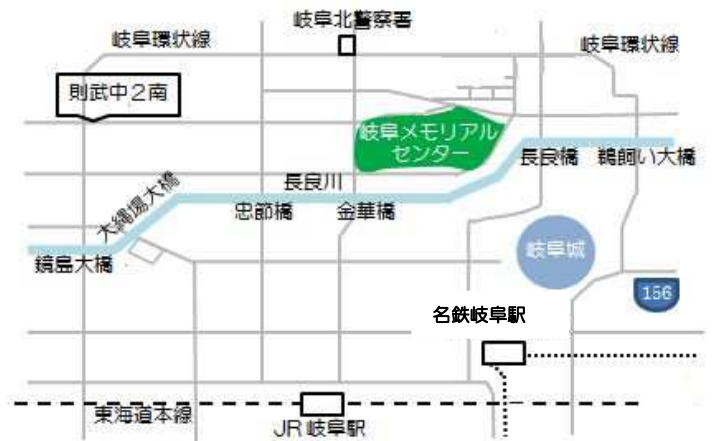 岐阜北警察署
岐阜環状線
岐阜環状線
則武中2南
岐阜メモリアル
センター
長良橋
鵜飼い大橋
長良川
大縄場大橋
忠節橋
金華橋
岐阜城
鏡島大橋
156
名鉄岐阜駅
東海道本線
JR岐阜駅